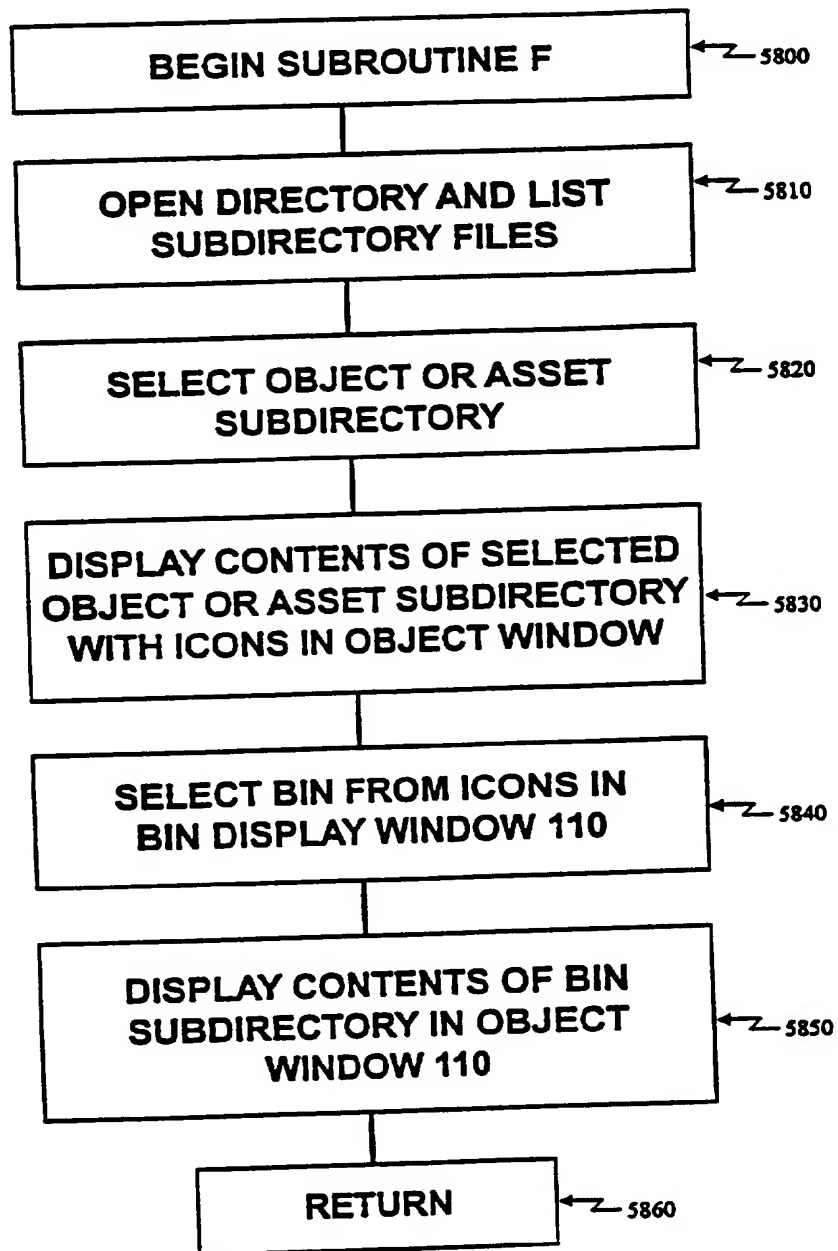 BEGIN SUBROUTINE F
5800
OPEN DIRECTORY AND LIST
SUBDIRECTORY FILES
5810
SELECT OBJECT OR ASSET
SUBDIRECTORY
5820
DISPLAY CONTENTS OF SELECTED
OBJECT OR ASSET SUBDIRECTORY
WITH ICONS IN OBJECT WINDOW
5830
SELECT BIN FROM ICONS IN
BIN DISPLAY WINDOW 110
5840
DISPLAY CONTENTS OF BIN
SUBDIRECTORY IN OBJECT
WINDOW 110
5850
RETURN
5860